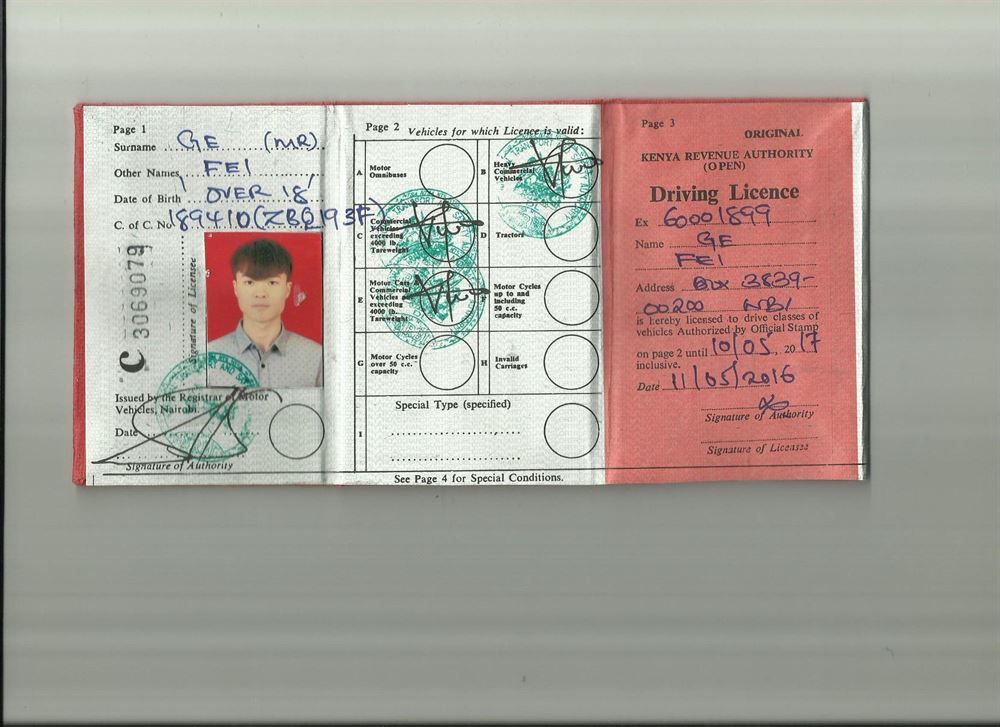 Page 1
Surname GE (MR)
Other Names FEI
Date of Birth OVER 18
C. of C. No. 189410(ZBQ193F)
C 3069079
Signature of Licensee
Issued by the Registrar of Motor
Vehicles, Nairobi.
Date
Signature of Authority
Page 2 Vehicles for which Licence is valid:
A Motor Omnibuses
B Heavy Commercial Vehicles
C Commercial Vehicles exceeding 4000 lb. Tareweight
D Tractors
E Motor Cars & Commercial Vehicles exceeding 4000 lb. Tareweight
F Motor Cycles up to and including 50 c.c. capacity
G Motor Cycles over 50 c.c. capacity
H Invalid Carriages
Special Type (specified)
I
See Page 4 for Special Conditions.
Page 3
ORIGINAL
KENYA REVENUE AUTHORITY
(OPEN)
Driving Licence
Ex 60001899
Name GE
FEI
Address Box 3839-
00200 NBI
is hereby licensed to drive classes of
vehicles Authorized by Official Stamp
on page 2 until 10/05, 2017
inclusive.
Date 11/05/2016
Signature of Authority
Signature of Licensee